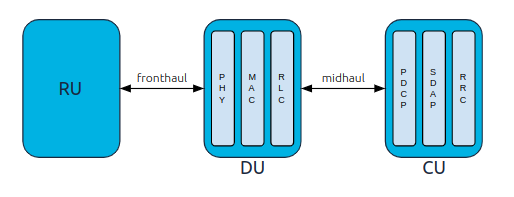 RU
fronthaul
PHY
MAC
RLC
DU
midhaul
PDCP
SDAP
RRC
CU